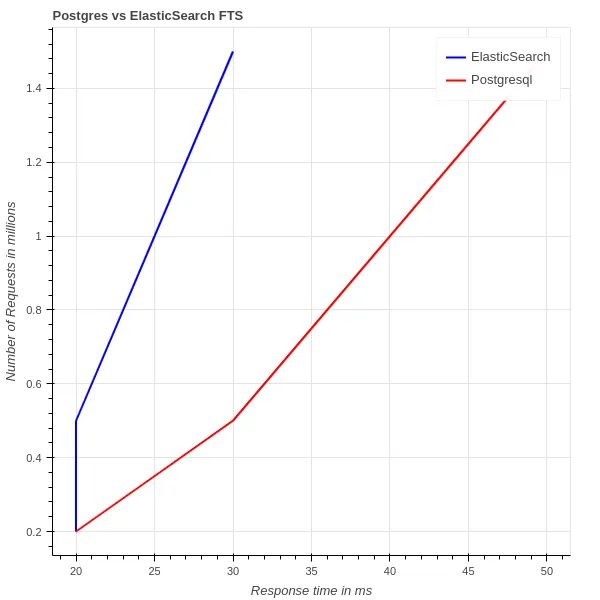 Postgres vs ElasticSearch FTS
ElasticSearch
Postgresql
Number of Requests in millions
1.4
1.2
1
0.8
0.6
0.4
0.2
20 25 30 35 40 45 50
Response time in ms